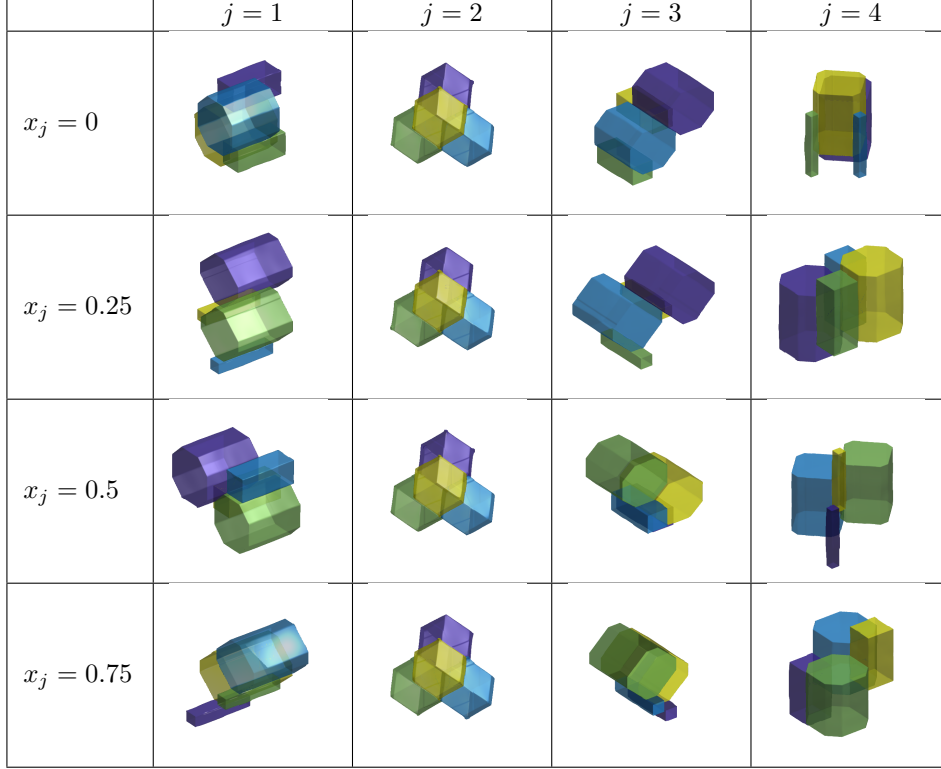 j = 1 j = 2 j = 3 j = 4
x_j = 0
x_j = 0.25
x_j = 0.5
x_j = 0.75